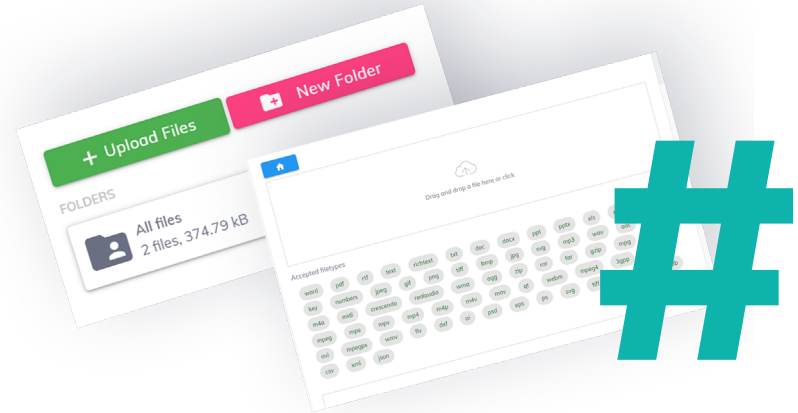 + Upload Files
New Folder
FOLDERS
All files
2 files, 374.79 kB
Drag and drop a file here or click
Accepted filetypes
word pdf rtf text richtext txt doc docx ppt pptx xls
key numbers jpeg gif png tiff bmp jpg svg mp3 wav
m4a midi crescendo realaudio wma ogg zip rar tar gzip mpg
mpeg mpe mpv mp4 m4p m4v mov qt webm mpeg4 3gpp
avi mpegps wmv flv dxf ai psd eps ps svg
csv xml json
#